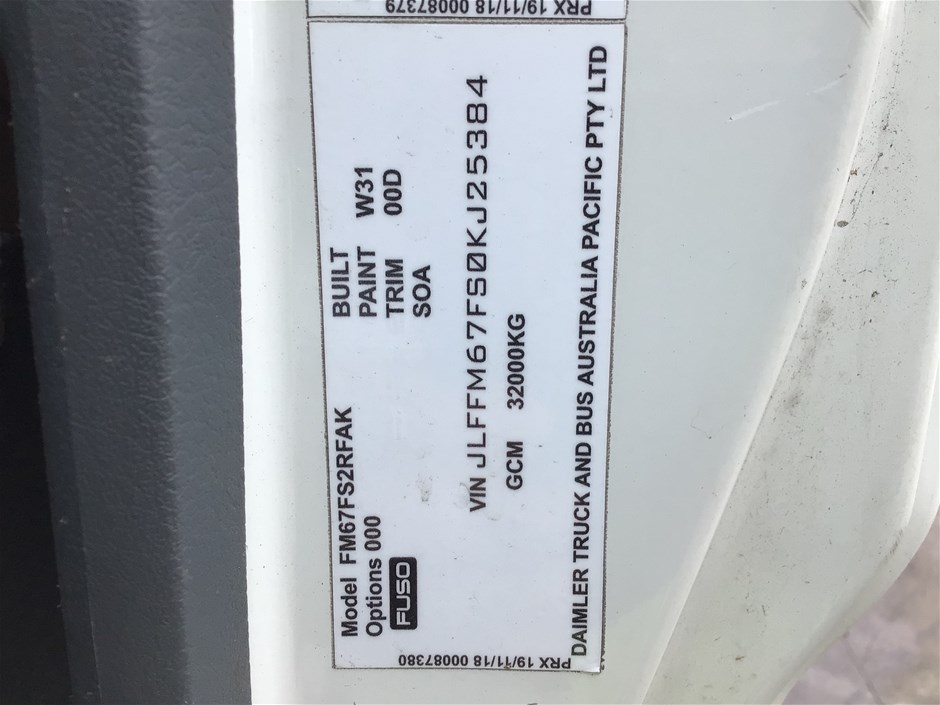 PRX 19/11/18 00087379
Model FM67FS2RFAK
Options 000
FUSO
BUILT
PAINT W31
TRIM 00D
SOA
VIN JLFFM67FS0KJ25384
GCM 32000KG
DAIMLER TRUCK AND BUS AUSTRALIA PACIFIC PTY LTD
PRX 19/11/18 00087380